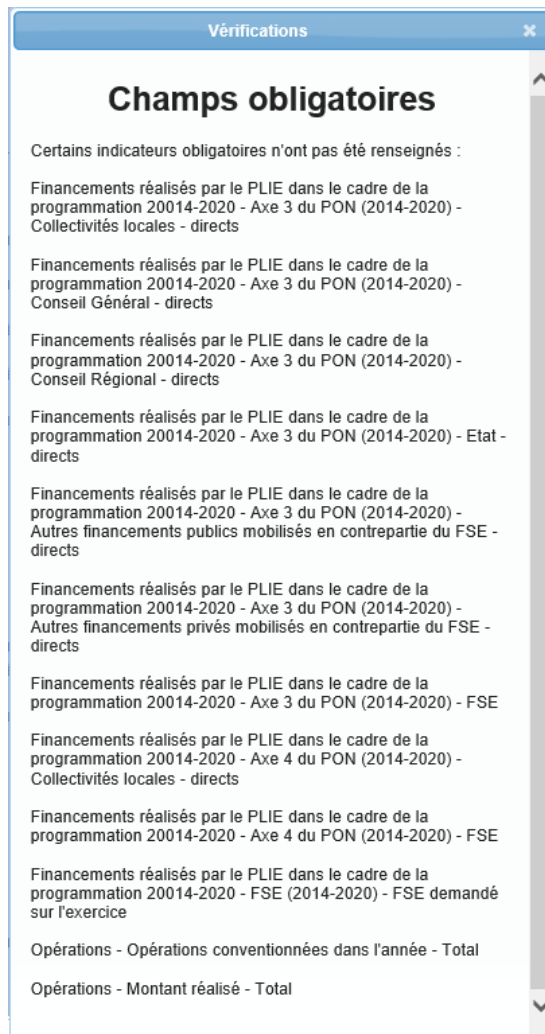 Vérifications
Champs obligatoires
Certains indicateurs obligatoires n'ont pas été renseignés :
Financements réalisés par le PLIE dans le cadre de la
programmation 20014-2020 - Axe 3 du PON (2014-2020) -
Collectivités locales - directs
Financements réalisés par le PLIE dans le cadre de la
programmation 20014-2020 - Axe 3 du PON (2014-2020) -
Conseil Général - directs
Financements réalisés par le PLIE dans le cadre de la
programmation 20014-2020 - Axe 3 du PON (2014-2020) -
Conseil Régional - directs
Financements réalisés par le PLIE dans le cadre de la
programmation 20014-2020 - Axe 3 du PON (2014-2020) - Etat -
directs
Financements réalisés par le PLIE dans le cadre de la
programmation 20014-2020 - Axe 3 du PON (2014-2020) -
Autres financements publics mobilisés en contrepartie du FSE -
directs
Financements réalisés par le PLIE dans le cadre de la
programmation 20014-2020 - Axe 3 du PON (2014-2020) -
Autres financements privés mobilisés en contrepartie du FSE -
directs
Financements réalisés par le PLIE dans le cadre de la
programmation 20014-2020 - Axe 3 du PON (2014-2020) - FSE
Financements réalisés par le PLIE dans le cadre de la
programmation 20014-2020 - Axe 4 du PON (2014-2020) -
Collectivités locales - directs
Financements réalisés par le PLIE dans le cadre de la
programmation 20014-2020 - Axe 4 du PON (2014-2020) - FSE
Financements réalisés par le PLIE dans le cadre de la
programmation 20014-2020 - FSE (2014-2020) - FSE demandé
sur l'exercice
Opérations - Opérations conventionnées dans l'année - Total
Opérations - Montant réalisé - Total